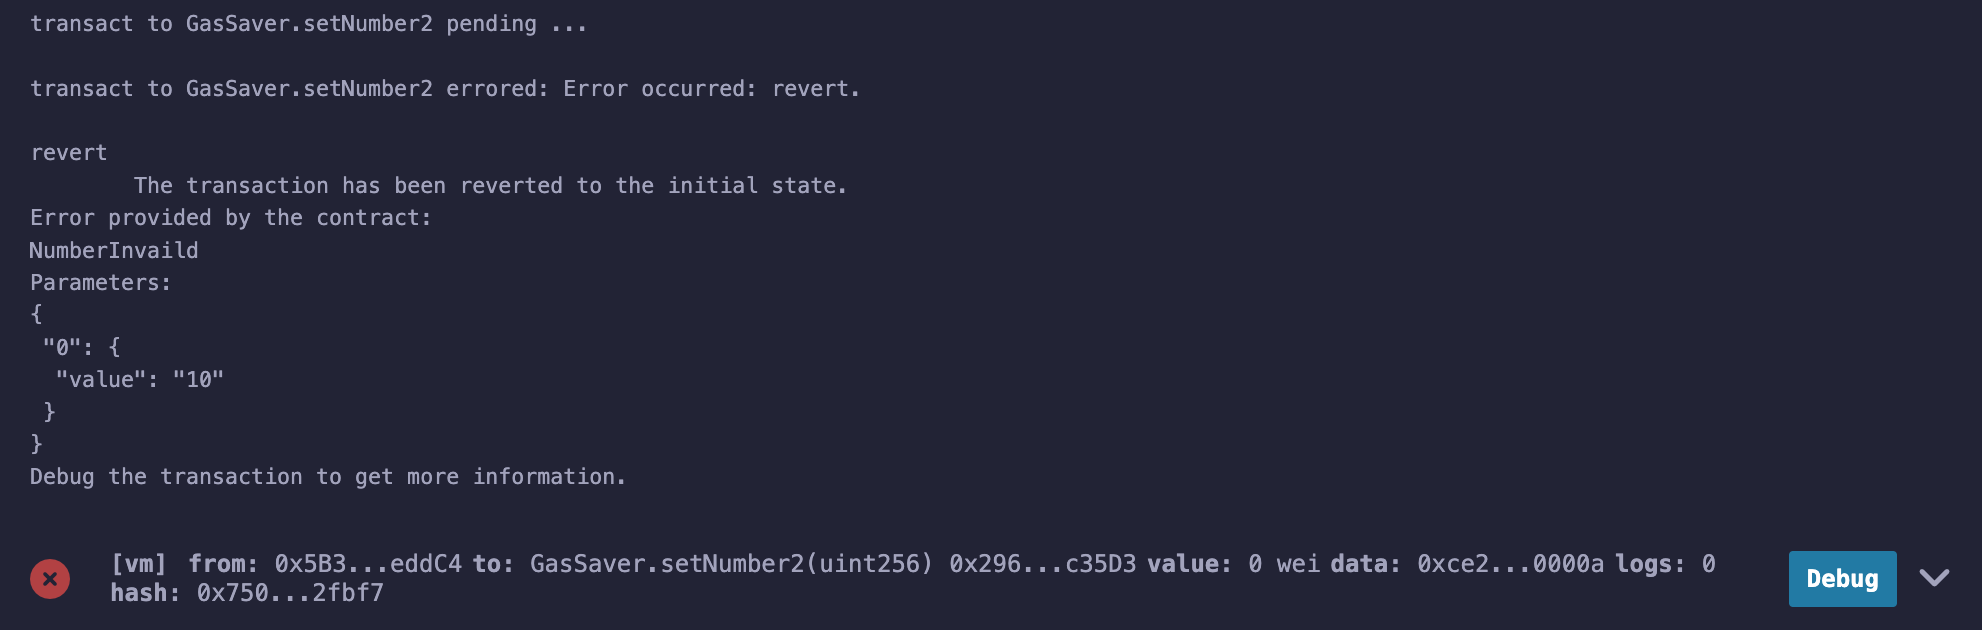 transact to GasSaver.setNumber2 pending ...
transact to GasSaver.setNumber2 errored: Error occurred: revert.
revert
The transaction has been reverted to the initial state.
Error provided by the contract:
NumberInvaild
Parameters:
{
"0": {
"value": "10"
}
}
Debug the transaction to get more information.
[vm] from: 0x5B3...eddC4 to: GasSaver.setNumber2(uint256) 0x296...c35D3 value: 0 wei data: 0xce2...0000a logs: 0
hash: 0x750...2fbf7
Debug